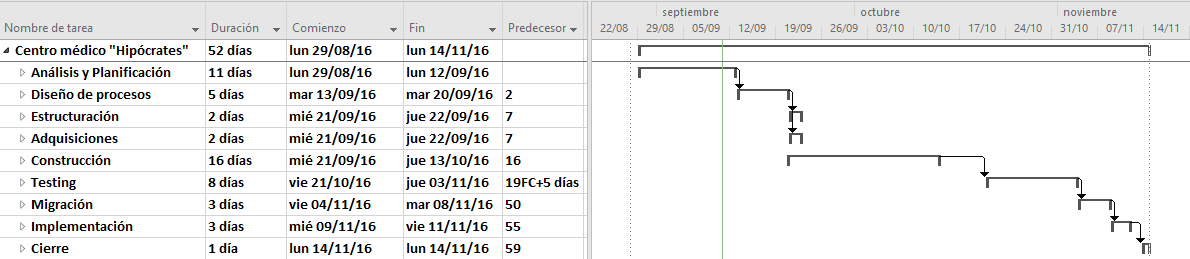 septiembre octubre noviembre
Nombre de tarea Duración Comienzo Fin Predecesor 22/08 29/08 05/09 12/09 19/09 26/09 03/10 10/10 17/10 24/10 31/10 07/11 14/11
Centro médico "Hipócrates" 52 días lun 29/08/16 lun 14/11/16
Análisis y Planificación 11 días lun 29/08/16 lun 12/09/16
Diseño de procesos 5 días mar 13/09/16 mar 20/09/16 2
Estructuración 2 días mié 21/09/16 jue 22/09/16 7
Adquisiciones 2 días mié 21/09/16 jue 22/09/16 7
Construcción 16 días mié 21/09/16 jue 13/10/16 16
Testing 8 días vie 21/10/16 jue 03/11/16 19FC+5 días
Migración 3 días vie 04/11/16 mar 08/11/16 50
Implementación 3 días mié 09/11/16 vie 11/11/16 55
Cierre 1 día lun 14/11/16 lun 14/11/16 59